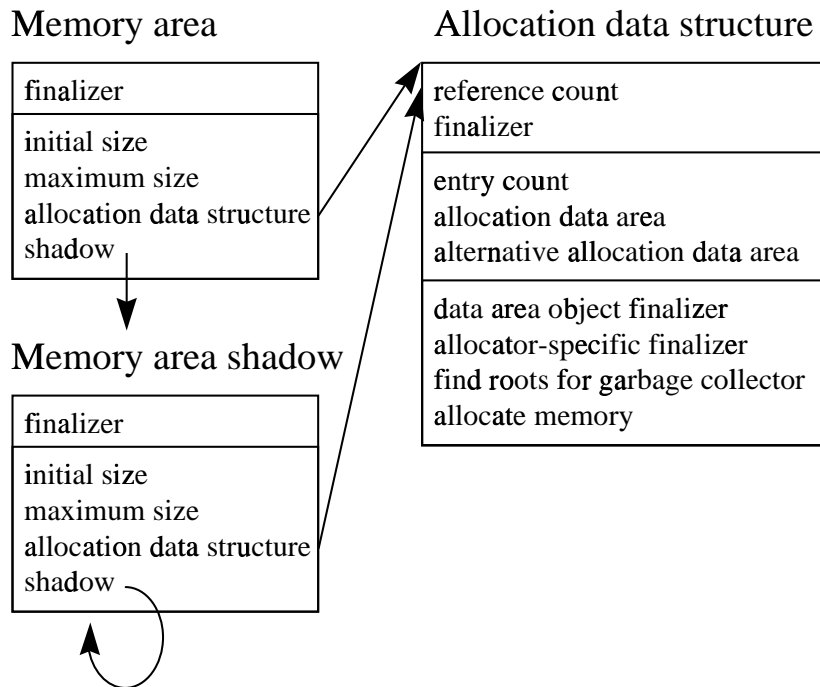 Memory area
finalizer
initial size
maximum size
allocation data structure
shadow
Memory area shadow
finalizer
initial size
maximum size
allocation data structure
shadow
Allocation data structure
reference count
finalizer
entry count
allocation data area
alternative allocation data area
data area object finalizer
allocator-specific finalizer
find roots for garbage collector
allocate memory